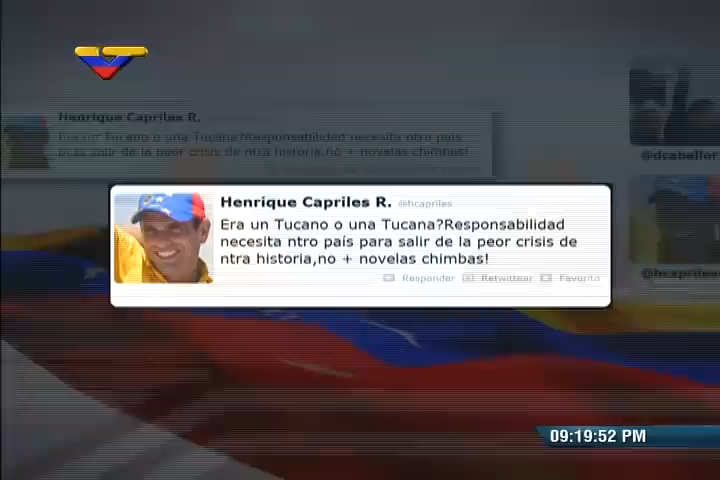 Henrique Capriles R.
@dcabellor
Henrique Capriles R. @hcapriles
Era un Tucano o una Tucana?Responsabilidad
necesita ntro país para salir de la peor crisis de
ntra historia,no + novelas chimbas!
Responder Retwittear Favorito
@hcapriles
09:19:52 PM